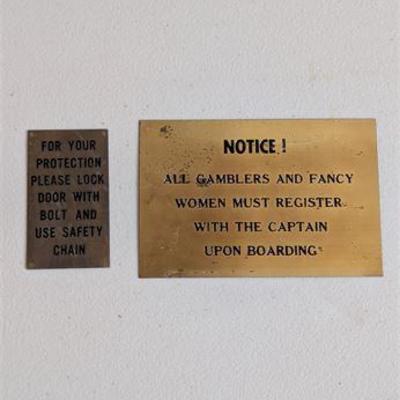 FOR YOUR
PROTECTION
PLEASE LOCK
DOOR WITH
BOLT AND
USE SAFETY
CHAIN
NOTICE !
ALL GAMBLERS AND FANCY
WOMEN MUST REGISTER
WITH THE CAPTAIN
UPON BOARDING